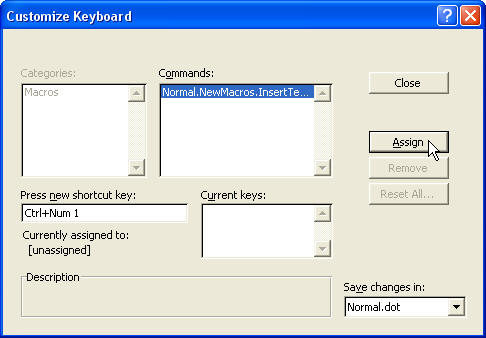 Customize Keyboard
Categories:
Commands:
Macros
Normal.NewMacros.InsertTe...
Close
Assign
Remove
Reset All...
Press new shortcut key:
Current keys:
Ctrl+Num 1
Currently assigned to:
[unassigned]
Description
Save changes in:
Normal.dot